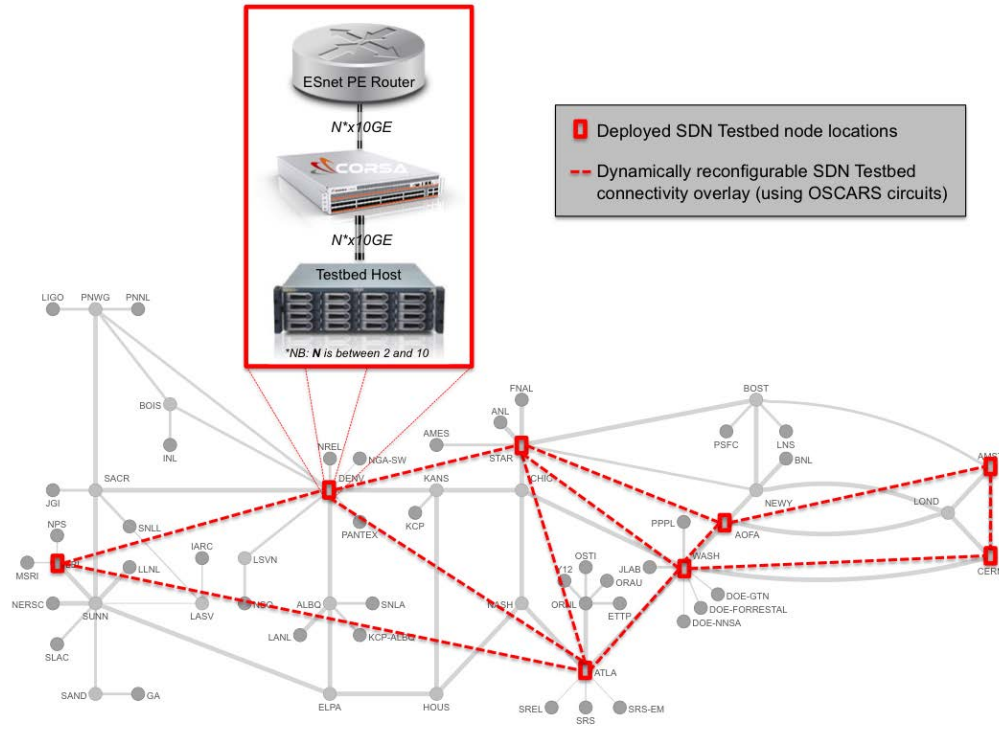 ESnet PE Router
N*x10GE
CORSA
N*x10GE
Testbed Host
*NB: N is between 2 and 10
Deployed SDN Testbed node locations
Dynamically reconfigurable SDN Testbed
connectivity overlay (using OSCARS circuits)
LIGO
PNWG
PNNL
BOIS
INL
NREL
NGA-SW
DENV
AMES
ANL
FNAL
STAR
CHIC
BOST
PSFC
LNS
BNL
NEWY
LOND
CERN
JGI
SACR
KANS
KCP
PANTEX
NPS
SNLL
IARC
LSVN
MSRI
LLNL
NERSC
SUNN
LASV
ALBQ
SNLA
LANL
KCP-ALBQ
SLAC
SAND
GA
ELPA
HOUS
NASH
OSTI
ORAU
ORNL
ETTP
PPPL
WASH
AOFA
JLAB
DOE-GTN
DOE-FORRESTAL
DOE-NNSA
ATLA
SREL
SRS
SRS-EM